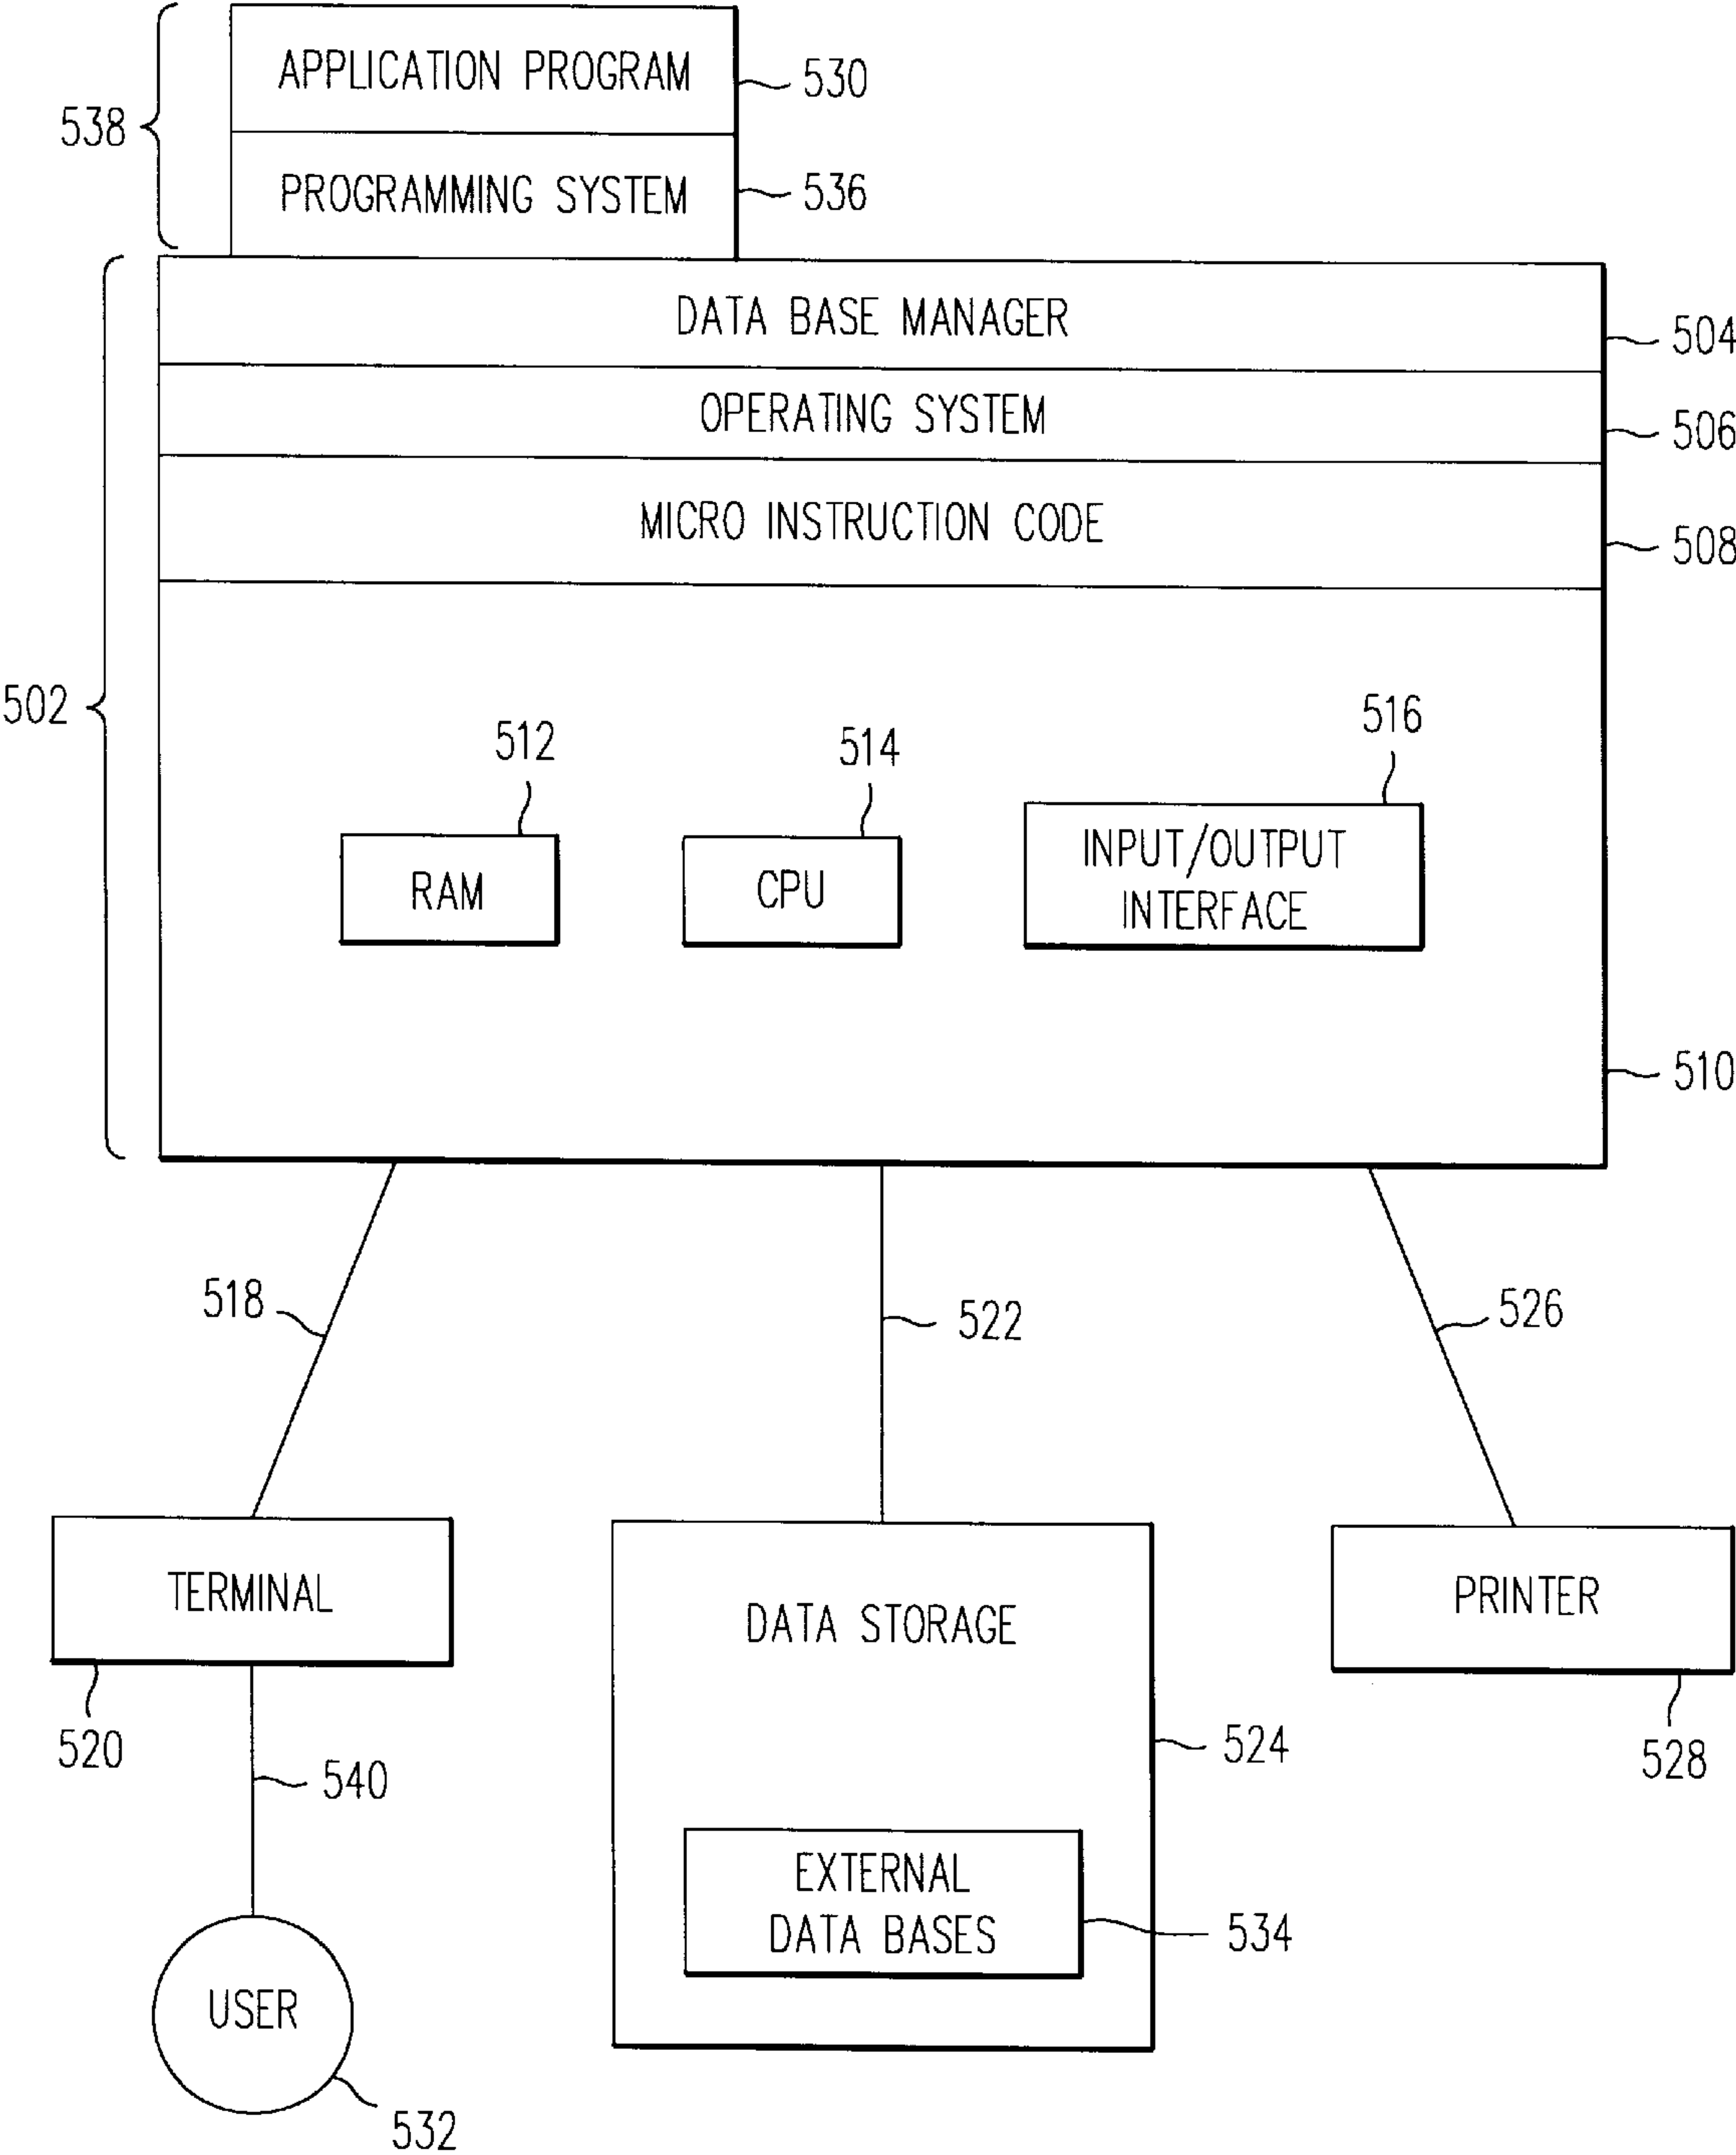 APPLICATION PROGRAM
530
538
PROGRAMMING SYSTEM
536
DATA BASE MANAGER
504
OPERATING SYSTEM
506
MICRO INSTRUCTION CODE
508
502
512
514
516
RAM
CPU
INPUT/OUTPUT
INTERFACE
510
518
522
526
TERMINAL
DATA STORAGE
PRINTER
520
540
524
528
EXTERNAL
DATA BASES
534
USER
532